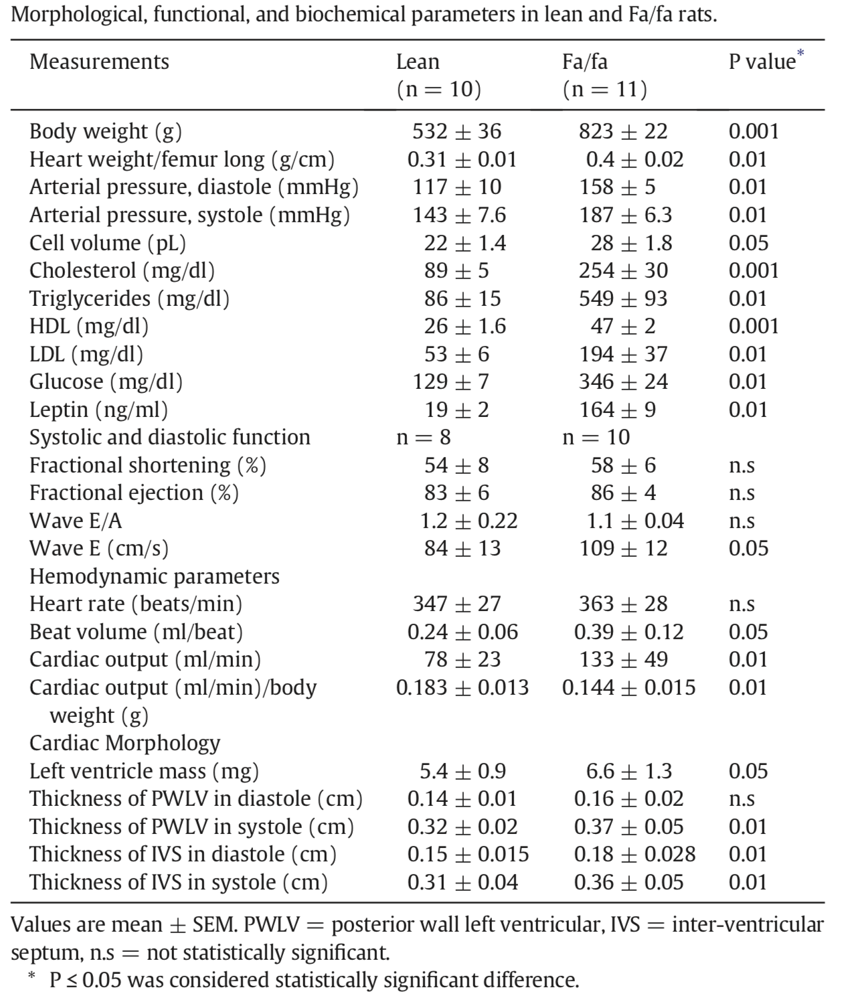 Morphological, functional, and biochemical parameters in lean and Fa/fa rats.
Measurements Lean Fa/fa P value*
(n = 10) (n = 11)
Body weight (g) 532 ± 36 823 ± 22 0.001
Heart weight/femur long (g/cm) 0.31 ± 0.01 0.4 ± 0.02 0.01
Arterial pressure, diastole (mmHg) 117 ± 10 158 ± 5 0.01
Arterial pressure, systole (mmHg) 143 ± 7.6 187 ± 6.3 0.01
Cell volume (pL) 22 ± 1.4 28 ± 1.8 0.05
Cholesterol (mg/dl) 89 ± 5 254 ± 30 0.001
Triglycerides (mg/dl) 86 ± 15 549 ± 93 0.01
HDL (mg/dl) 26 ± 1.6 47 ± 2 0.001
LDL (mg/dl) 53 ± 6 194 ± 37 0.01
Glucose (mg/dl) 129 ± 7 346 ± 24 0.01
Leptin (ng/ml) 19 ± 2 164 ± 9 0.01
Systolic and diastolic function n = 8 n = 10
Fractional shortening (%) 54 ± 8 58 ± 6 n.s
Fractional ejection (%) 83 ± 6 86 ± 4 n.s
Wave E/A 1.2 ± 0.22 1.1 ± 0.04 n.s
Wave E (cm/s) 84 ± 13 109 ± 12 0.05
Hemodynamic parameters
Heart rate (beats/min) 347 ± 27 363 ± 28 n.s
Beat volume (ml/beat) 0.24 ± 0.06 0.39 ± 0.12 0.05
Cardiac output (ml/min) 78 ± 23 133 ± 49 0.01
Cardiac output (ml/min)/body 0.183 ± 0.013 0.144 ± 0.015 0.01
weight (g)
Cardiac Morphology
Left ventricle mass (mg) 5.4 ± 0.9 6.6 ± 1.3 0.05
Thickness of PWLV in diastole (cm) 0.14 ± 0.01 0.16 ± 0.02 n.s
Thickness of PWLV in systole (cm) 0.32 ± 0.02 0.37 ± 0.05 0.01
Thickness of IVS in diastole (cm) 0.15 ± 0.015 0.18 ± 0.028 0.01
Thickness of IVS in systole (cm) 0.31 ± 0.04 0.36 ± 0.05 0.01
Values are mean ± SEM. PWLV = posterior wall left ventricular, IVS = inter-ventricular
septum, n.s = not statistically significant.
* P ≤ 0.05 was considered statistically significant difference.